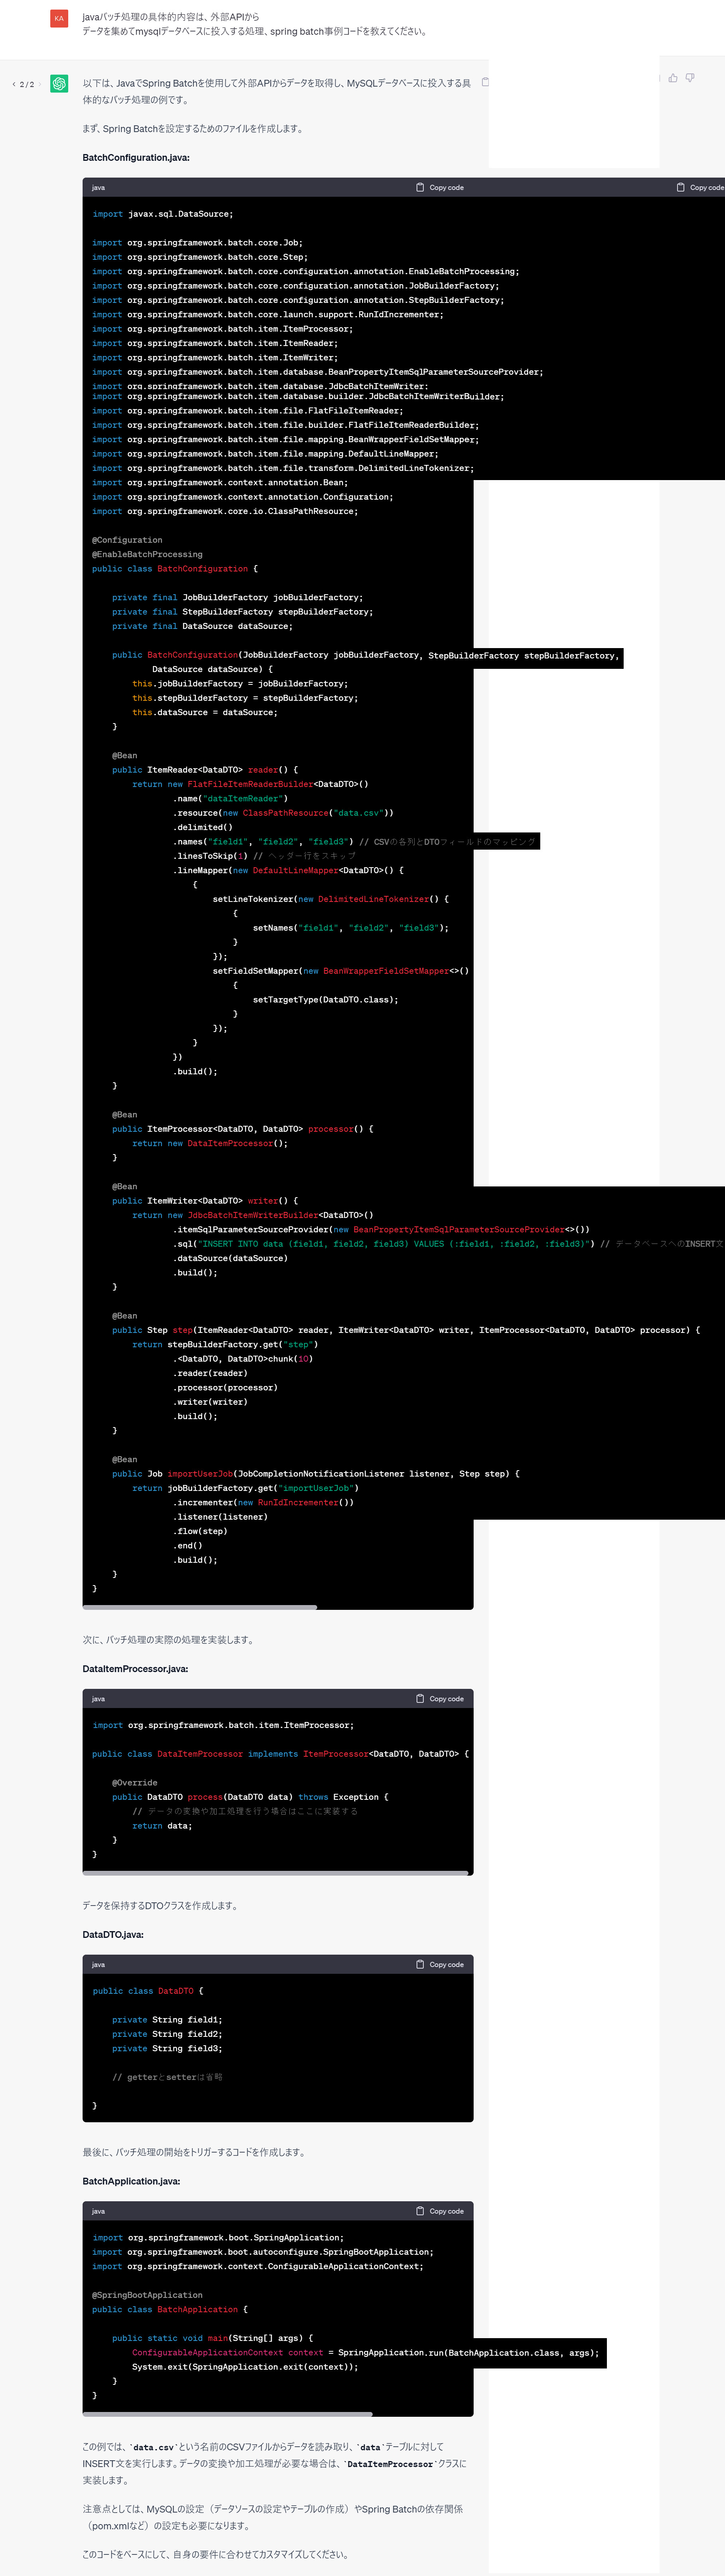 KA
javaバッチ処理の具体的内容は、外部APIから
データを集めてmysqlデータベースに投入する処理、spring batch事例コードを教えてください。
2 / 2
以下は、JavaでSpring Batchを使用して外部APIからデータを取得し、MySQLデータベースに投入する具
体的なバッチ処理の例です。
まず、Spring Batchを設定するためのファイルを作成します。
BatchConfiguration.java:
java Copy code Copy code
import javax.sql.DataSource;
import org.springframework.batch.core.Job;
import org.springframework.batch.core.Step;
import org.springframework.batch.core.configuration.annotation.EnableBatchProcessing;
import org.springframework.batch.core.configuration.annotation.JobBuilderFactory;
import org.springframework.batch.core.configuration.annotation.StepBuilderFactory;
import org.springframework.batch.core.launch.support.RunIdIncrementer;
import org.springframework.batch.item.ItemProcessor;
import org.springframework.batch.item.ItemReader;
import org.springframework.batch.item.ItemWriter;
import org.springframework.batch.item.database.BeanPropertyItemSqlParameterSourceProvider;
import org.springframework.batch.item.database.JdbcBatchItemWriter;
import org.springframework.batch.item.database.builder.JdbcBatchItemWriterBuilder;
import org.springframework.batch.item.file.FlatFileItemReader;
import org.springframework.batch.item.file.builder.FlatFileItemReaderBuilder;
import org.springframework.batch.item.file.mapping.BeanWrapperFieldSetMapper;
import org.springframework.batch.item.file.mapping.DefaultLineMapper;
import org.springframework.batch.item.file.transform.DelimitedLineTokenizer;
import org.springframework.context.annotation.Bean;
import org.springframework.context.annotation.Configuration;
import org.springframework.core.io.ClassPathResource;
@Configuration
@EnableBatchProcessing
public class BatchConfiguration {
private final JobBuilderFactory jobBuilderFactory;
private final StepBuilderFactory stepBuilderFactory;
private final DataSource dataSource;
public BatchConfiguration(JobBuilderFactory jobBuilderFactory, StepBuilderFactory stepBuilderFactory,
DataSource dataSource) {
this.jobBuilderFactory = jobBuilderFactory;
this.stepBuilderFactory = stepBuilderFactory;
this.dataSource = dataSource;
}
@Bean
public ItemReader<DataDTO> reader() {
return new FlatFileItemReaderBuilder<DataDTO>()
.name("dataItemReader")
.resource(new ClassPathResource("data.csv"))
.delimited()
.names("field1", "field2", "field3") // CSVの各列とDTOフィールドのマッピング
.linesToSkip(1) // ヘッダー行をスキップ
.lineMapper(new DefaultLineMapper<DataDTO>() {
{
setLineTokenizer(new DelimitedLineTokenizer() {
{
setNames("field1", "field2", "field3");
}
});
setFieldSetMapper(new BeanWrapperFieldSetMapper<>()
{
setTargetType(DataDTO.class);
}
});
}
})
.build();
}
@Bean
public ItemProcessor<DataDTO, DataDTO> processor() {
return new DataItemProcessor();
}
@Bean
public ItemWriter<DataDTO> writer() {
return new JdbcBatchItemWriterBuilder<DataDTO>()
.itemSqlParameterSourceProvider(new BeanPropertyItemSqlParameterSourceProvider<>())
.sql("INSERT INTO data (field1, field2, field3) VALUES (:field1, :field2, :field3)") // データベースへのINSERT文
.dataSource(dataSource)
.build();
}
@Bean
public Step step(ItemReader<DataDTO> reader, ItemWriter<DataDTO> writer, ItemProcessor<DataDTO, DataDTO> processor) {
return stepBuilderFactory.get("step")
.<DataDTO, DataDTO>chunk(10)
.reader(reader)
.processor(processor)
.writer(writer)
.build();
}
@Bean
public Job importUserJob(JobCompletionNotificationListener listener, Step step) {
return jobBuilderFactory.get("importUserJob")
.incrementer(new RunIdIncrementer())
.listener(listener)
.flow(step)
.end()
.build();
}
}
次に、バッチ処理の実際の処理を実装します。
DataItemProcessor.java:
java Copy code
import org.springframework.batch.item.ItemProcessor;
public class DataItemProcessor implements ItemProcessor<DataDTO, DataDTO> {
@Override
public DataDTO process(DataDTO data) throws Exception {
// データの変換や加工処理を行う場合はここに実装する
return data;
}
}
データを保持するDTOクラスを作成します。
DataDTO.java:
java Copy code
public class DataDTO {
private String field1;
private String field2;
private String field3;
// getterとsetterは省略
}
最後に、バッチ処理の開始をトリガーするコードを作成します。
BatchApplication.java:
java Copy code
import org.springframework.boot.SpringApplication;
import org.springframework.boot.autoconfigure.SpringBootApplication;
import org.springframework.context.ConfigurableApplicationContext;
@SpringBootApplication
public class BatchApplication {
public static void main(String[] args) {
ConfigurableApplicationContext context = SpringApplication.run(BatchApplication.class, args);
System.exit(SpringApplication.exit(context));
}
}
この例では、`data.csv`という名前のCSVファイルからデータを読み取り、`data`テーブルに対して
INSERT文を実行します。データの変換や加工処理が必要な場合は、`DataItemProcessor`クラスに
実装します。
注意点としては、MySQLの設定（データソースの設定やテーブルの作成）やSpring Batchの依存関係
（pom.xmlなど）の設定も必要になります。
このコードをベースにして、自身の要件に合わせてカスタマイズしてください。